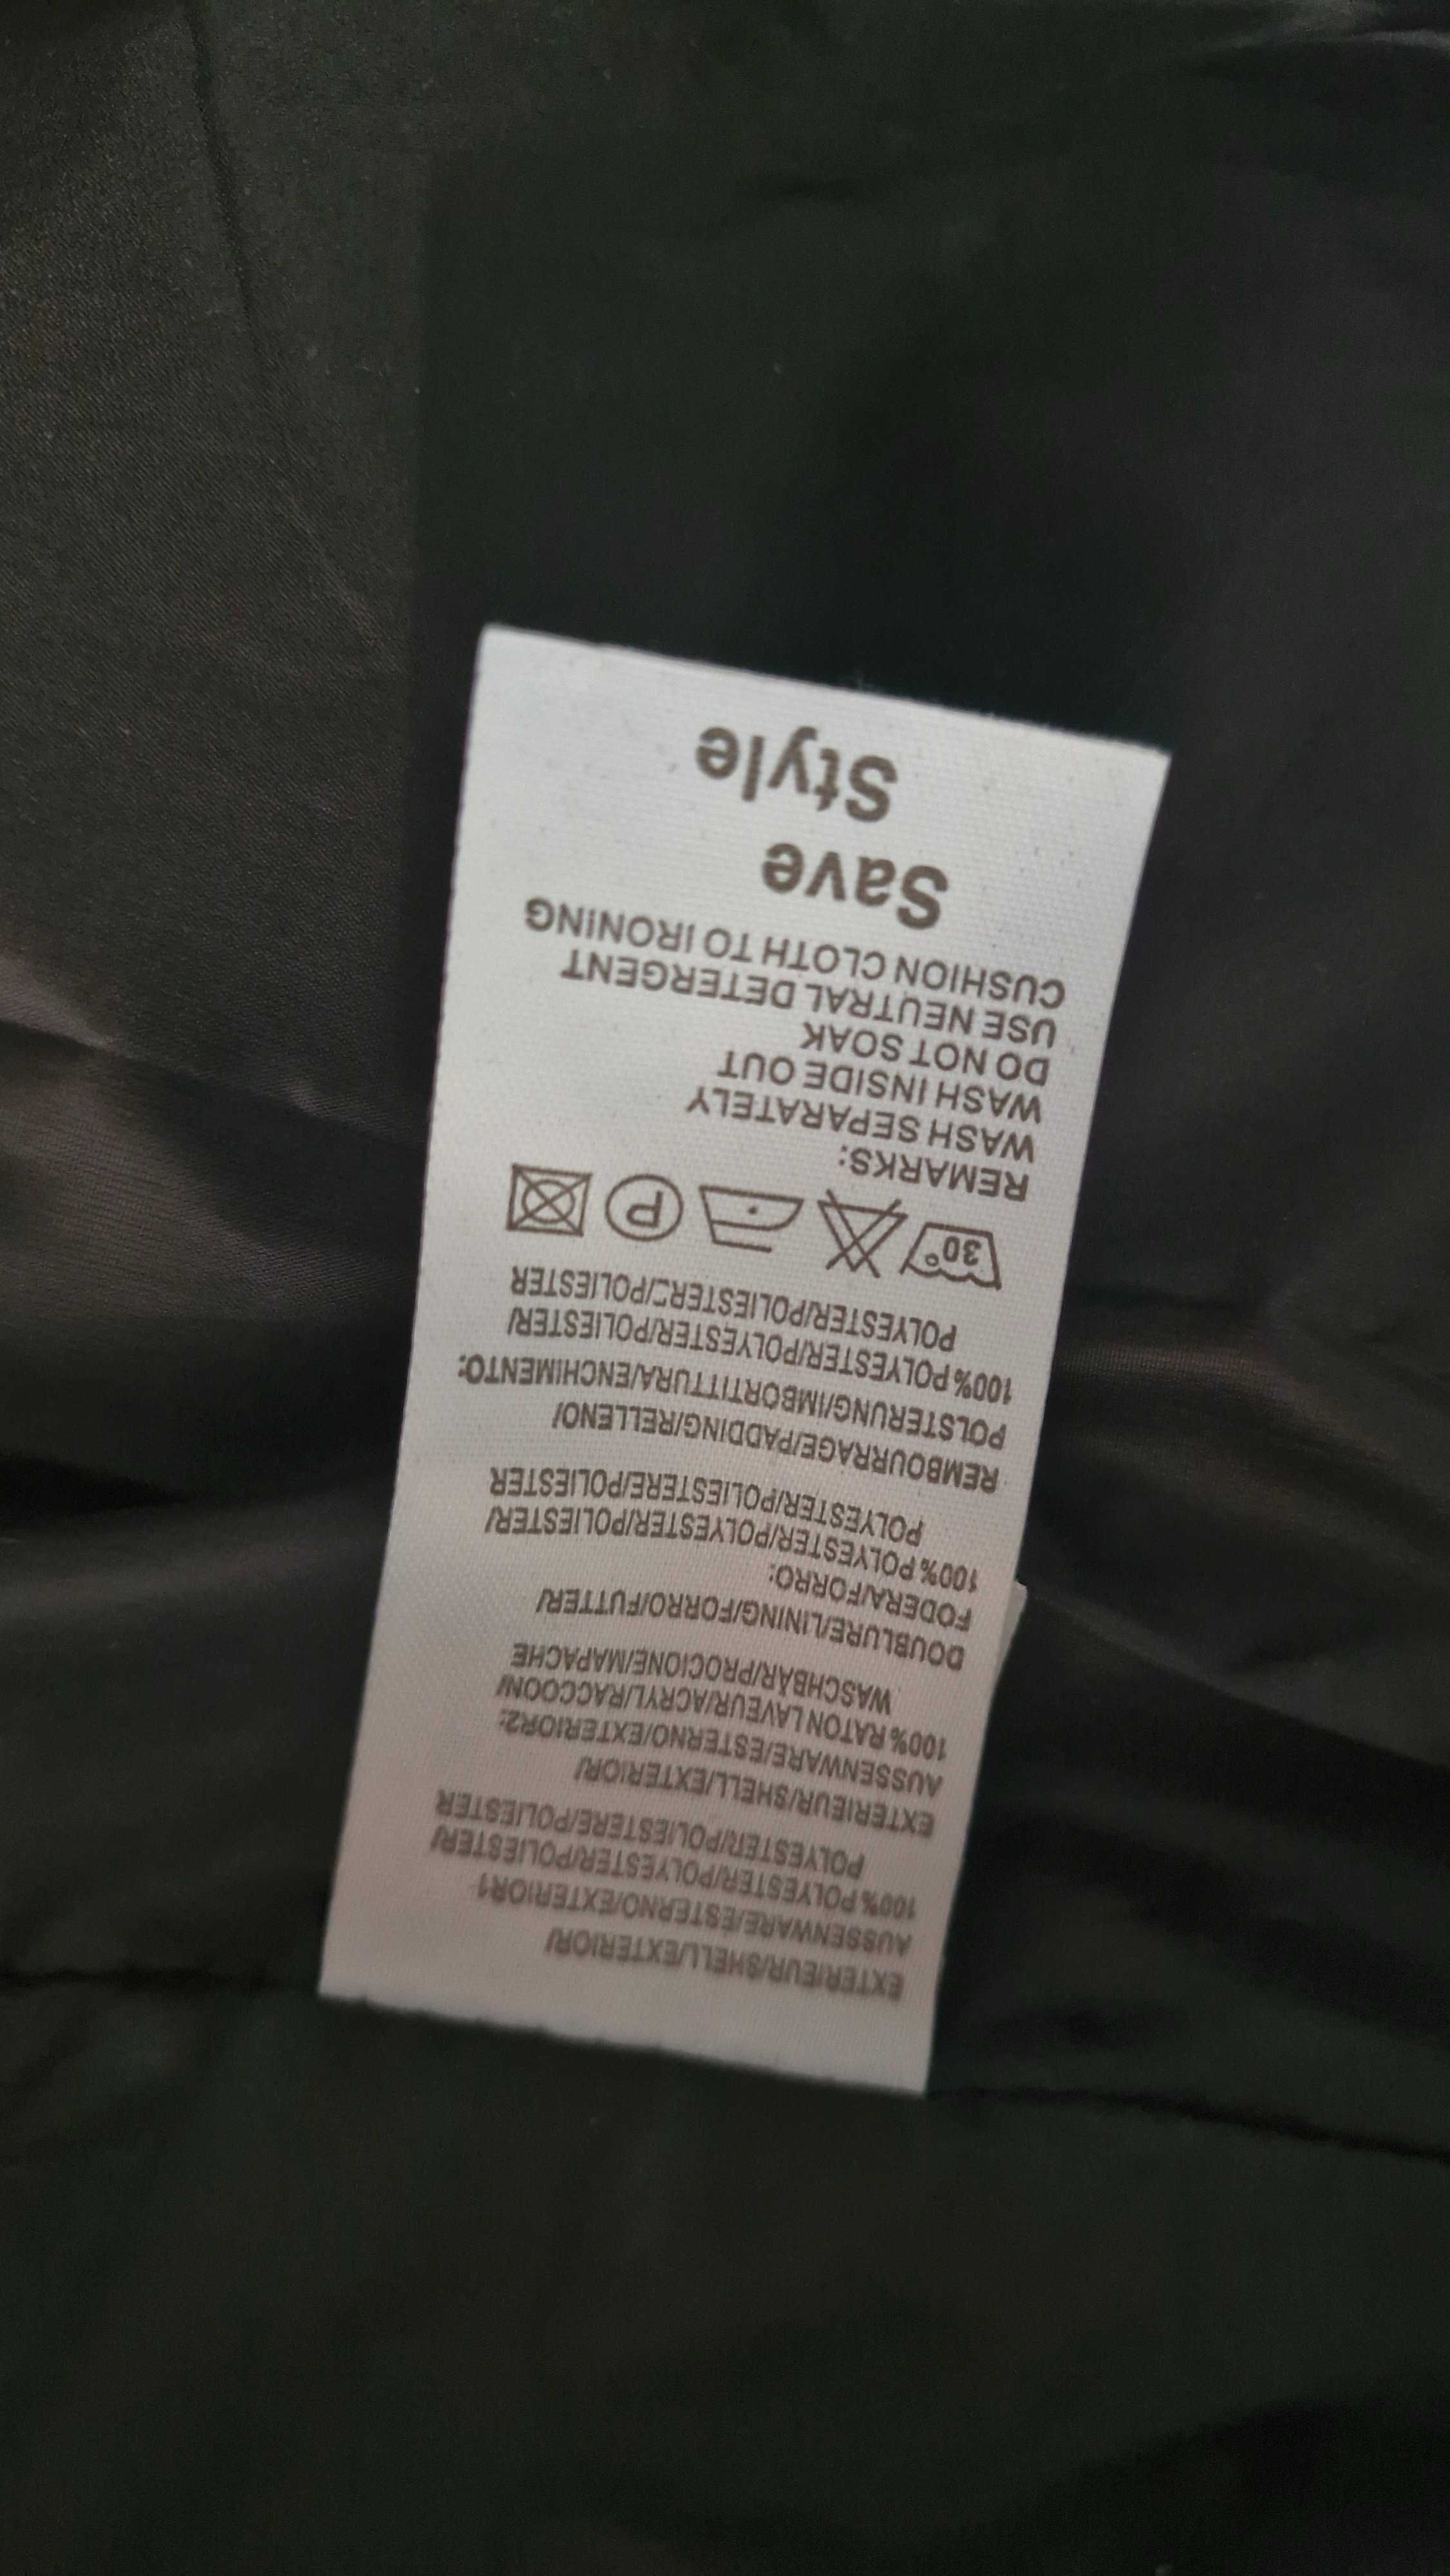 EXTERIEUR/SHELL/EXTERIOR/
AUSSENWARE/ESTERNO/EXTERIOR1
100% POLYESTER/POLYESTER/POLIESTER/
POLYESTER/POLIESTERE/POLIESTER
EXTERIEUR/SHELL/EXTERIOR/
AUSSENWARE/ESTERNO/EXTERIOR2:
100% RATON LAVEUR/ACRYL/RACCOON/
WASCHBÄR/PROCIONE/MAPACHE
DOUBLURE/LINING/FORRO/FUTTER/
FODERA/FORRO:
100% POLYESTER/POLYESTER/POLIESTER/
POLYESTER/POLIESTERE/POLIESTER
REMBOURRAGE/PADDING/RELLENO/
POLSTERUNG/IMBORTITTURA/ENCHIMENTO:
100% POLYESTER/POLYESTER/POLIESTER/
POLYESTER/POLIESTER/POLIESTER
30° P
REMARKS:
WASH SEPARATELY
WASH INSIDE OUT
DO NOT SOAK
USE NEUTRAL DETERGENT
CUSHION CLOTH TO IRONING
Save
Style